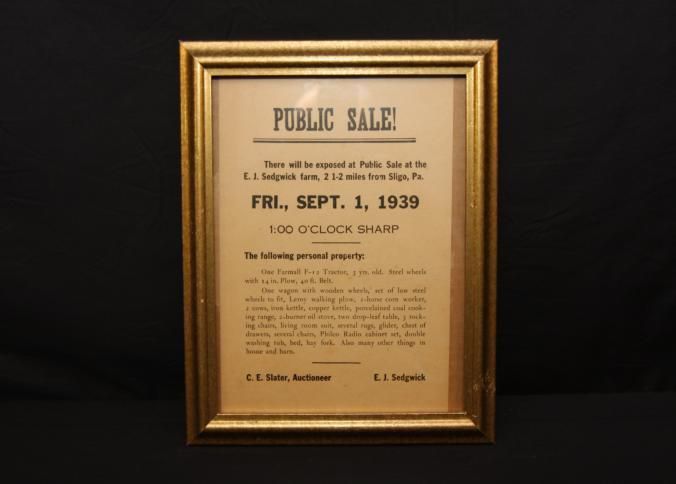 PUBLIC SALE!
There will be exposed at Public Sale at the
E. J. Sedgwick farm, 2 1-2 miles from Sligo, Pa.
FRI., SEPT. 1, 1939
1:00 O'CLOCK SHARP
The following personal property:
One Farmall F-12 Tractor, 3 yrs. old. Steel wheels
with 14 in. Plow, 40 ft. Belt.
One wagon with wooden wheels, set of low steel
wheels to fit, Leroy walking plow, 2-horse corn worker,
2 cows, iron kettle, copper kettle, porcelained coal cook-
ing range, 2-burner oil stove, two drop-leaf table, 3 rock-
ing chairs, living room suit, several rugs, glider, chest of
drawers, several chairs, Philco Radio cabinet set, double
washing tub, bed, hay fork. Also many other things in
house and barn.
C. E. Slater, Auctioneer E. J. Sedgwick